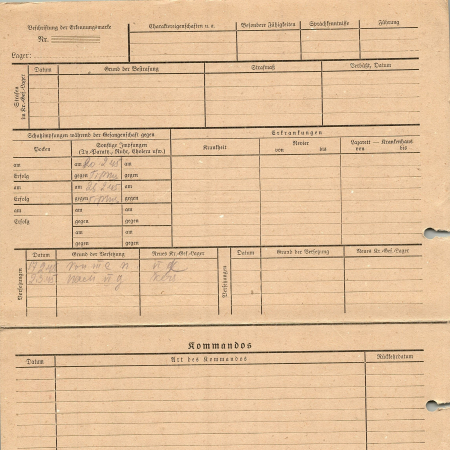 Beschriftung der Erkennungsmarke
Nr.
Lager:
Charaktereigenschaften u. a.
Besondere Fähigkeiten
Sprachkenntnisse
Führung
Strafen im Kr.-Gef.-Lager
Datum
Grund der Bestrafung
Strafmaß
Verbüßt, Datum
Schutzimpfungen während der Gefangenschaft gegen
Pocken
Sonstige Impfungen
(Ty.-Paraty., Ruhr, Cholera usw.)
am
am
am
Erfolg
gegen
gegen
am
am
am
Erfolg
gegen
gegen
am
am
am
Erfolg
gegen
gegen
am
am
gegen
gegen
Erkrankungen
Krankheit
Revier
von
bis
Lazarett — Krankenhaus
von
bis
Versetzungen
Datum
Grund der Versetzung
Neues Kr.-Gef.-Lager
Versetzungen
Datum
Grund der Versetzung
Neues Kr.-Gef.-Lager
Kommandos
Datum
Art des Kommandos
Rückkehrdatum